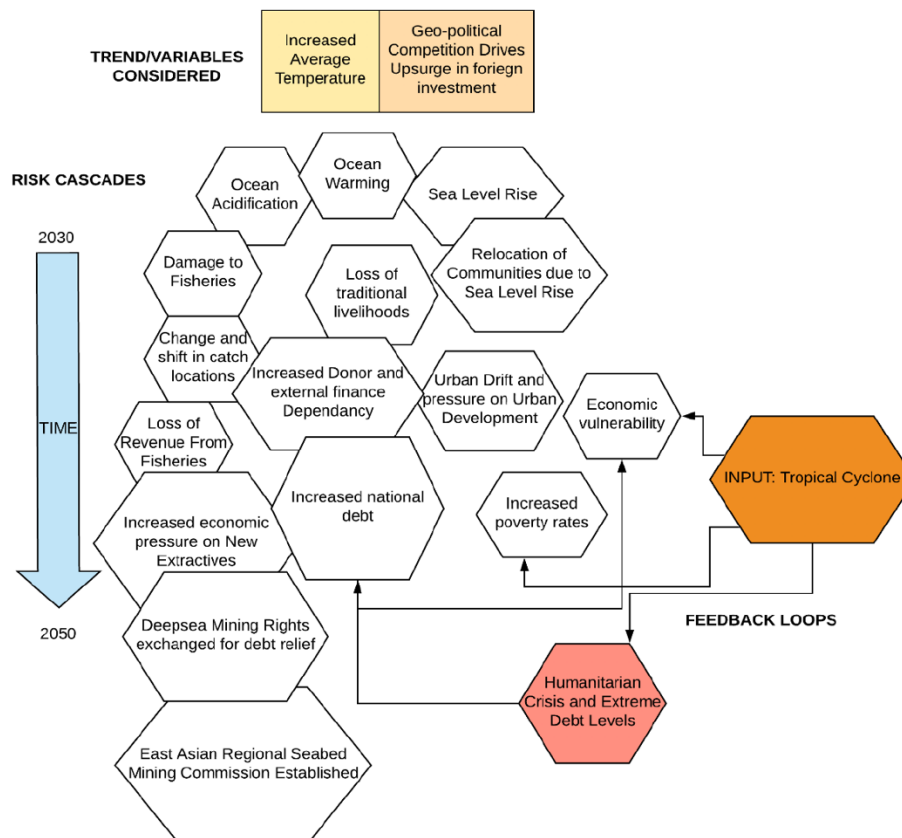 TREND/VARIABLES
CONSIDERED
Increased
Average
Temperature
Geo-political
Competition Drives
Upsurge in foriegn
investment
RISK CASCADES
Ocean
Acidification
Ocean
Warming
Sea Level Rise
2030
Damage to
Fisheries
Loss of
traditional
livelihoods
Relocation of
Communities due to
Sea Level Rise
Change and
shift in catch
locations
Increased Donor and
external finance
Dependancy
Urban Drift and
pressure on Urban
Development
Economic
vulnerability
TIME
Loss of
Revenue From
Fisheries
INPUT: Tropical Cyclone
Increased national
debt
Increased
poverty rates
Increased economic
pressure on New
Extractives
2050
FEEDBACK LOOPS
Deepsea Mining Rights
exchanged for debt relief
Humanitarian
Crisis and Extreme
Debt Levels
East Asian Regional Seabed
Mining Commission Established